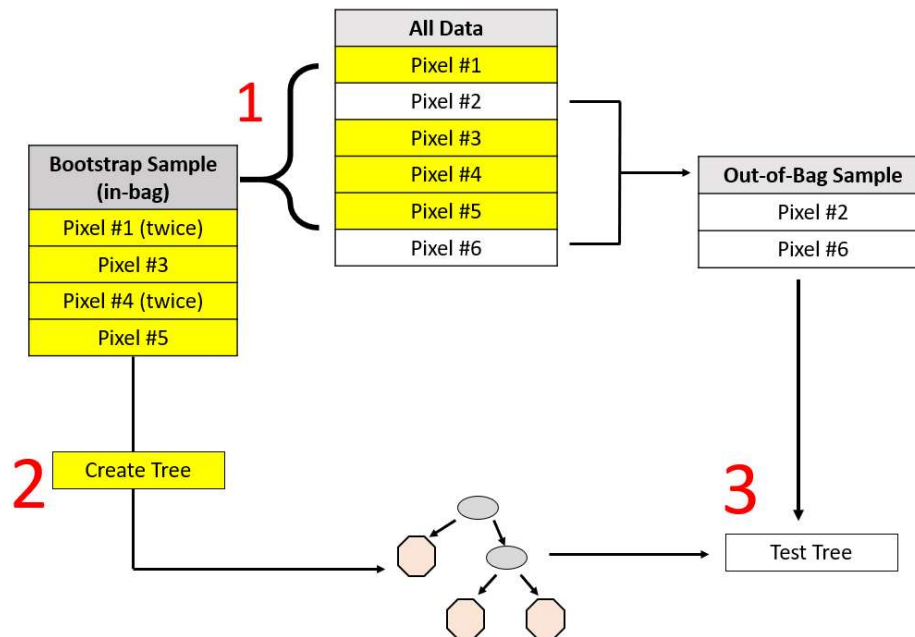 All Data
Pixel #1
Pixel #2
Pixel #3
Pixel #4
Pixel #5
Pixel #6
1
Bootstrap Sample
(in-bag)
Pixel #1 (twice)
Pixel #3
Pixel #4 (twice)
Pixel #5
Out-of-Bag Sample
Pixel #2
Pixel #6
2
Create Tree
3
Test Tree